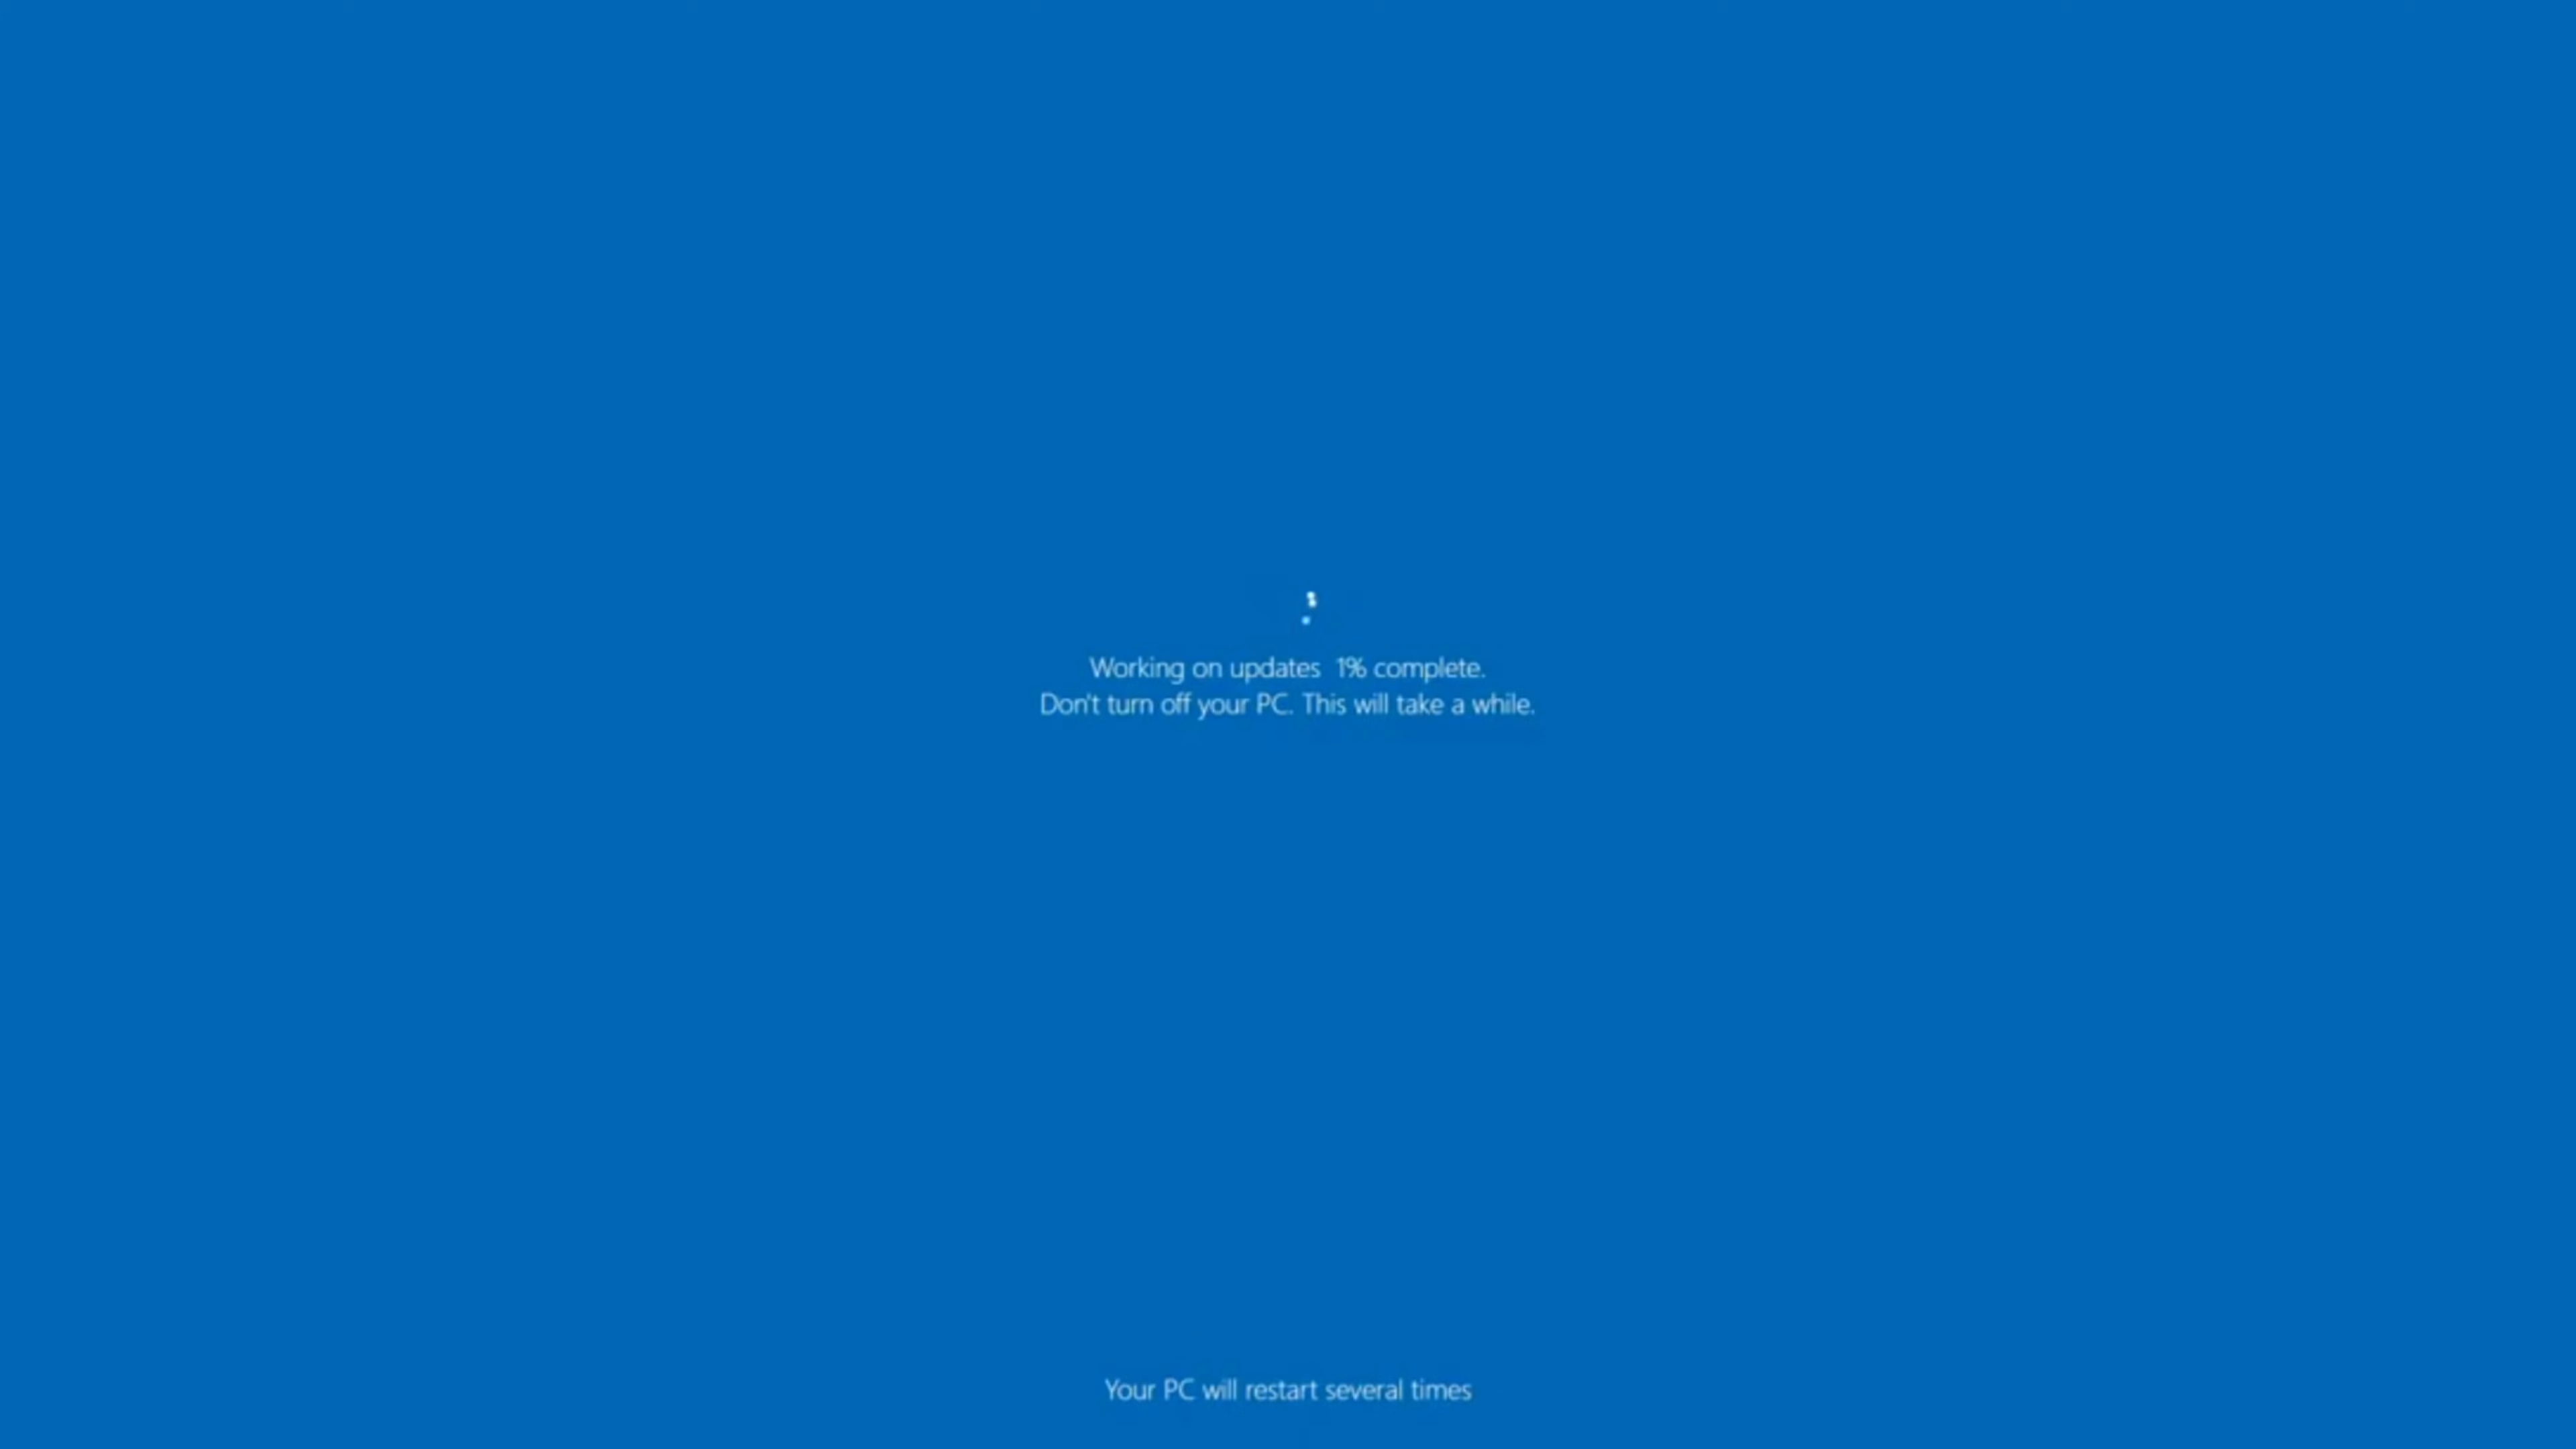 Working on updates  1% complete.
Don't turn off your PC. This will take a while.
Your PC will restart several times